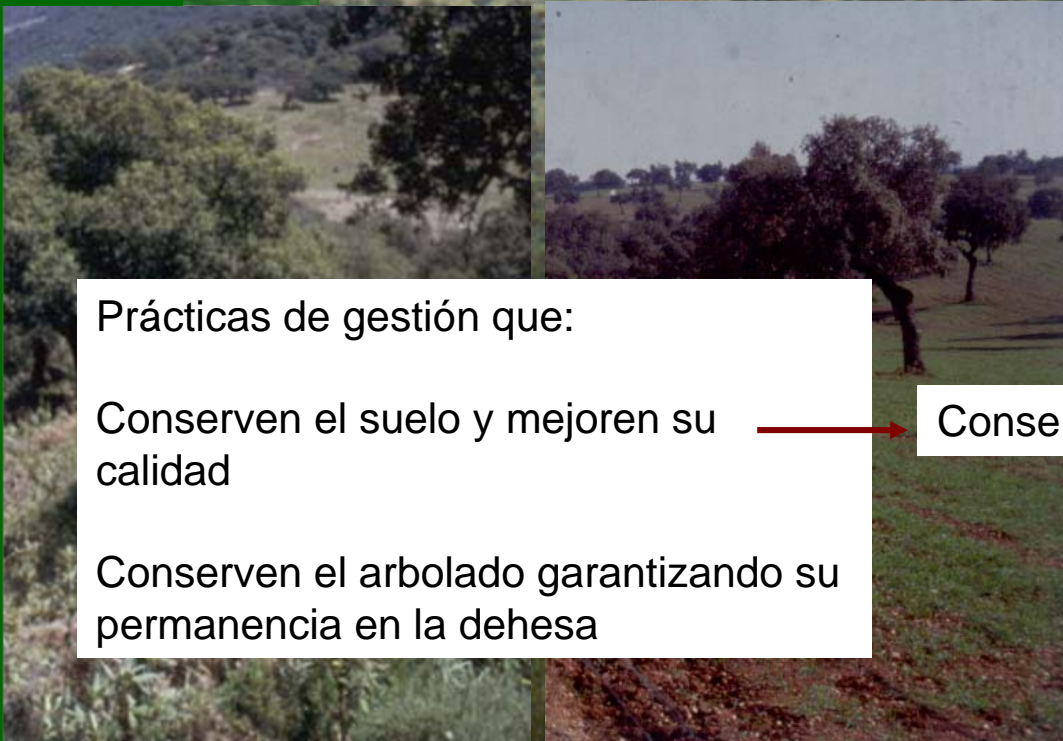 Prácticas de gestión que:
Conserven el suelo y mejoren su
calidad
Conserven el arbolado garantizando su
permanencia en la dehesa